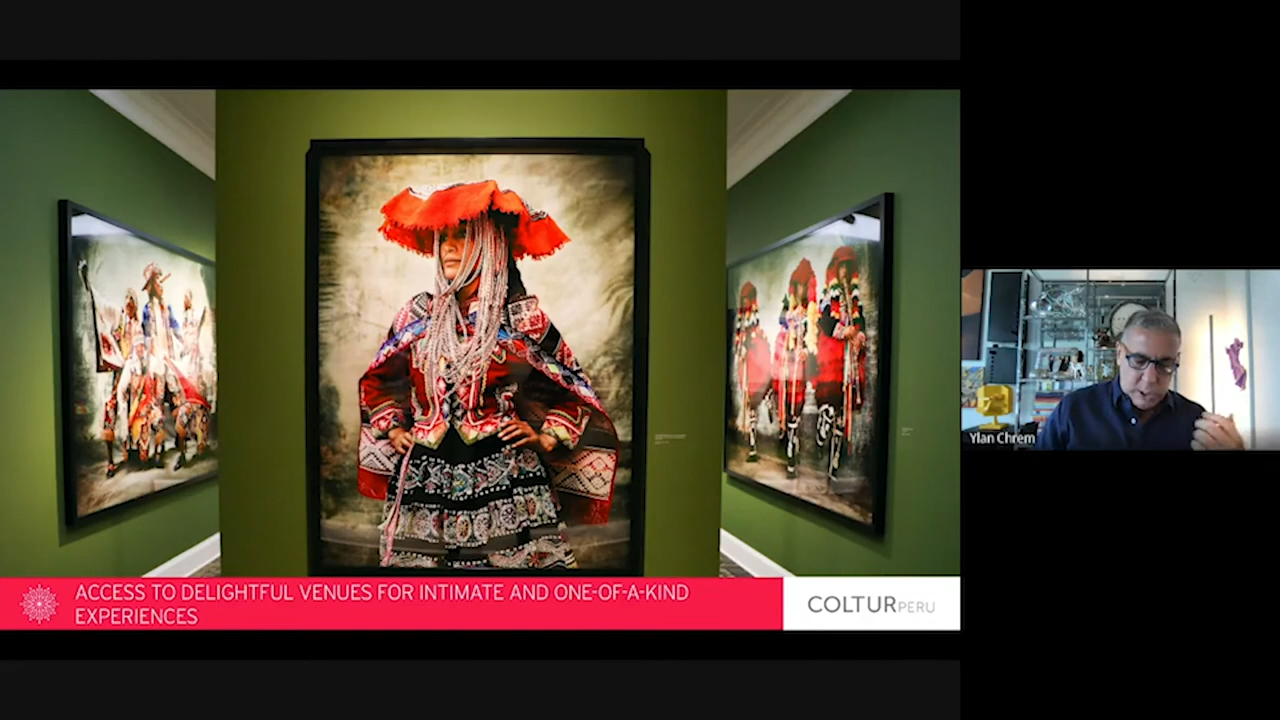 ACCESS TO DELIGHTFUL VENUES FOR INTIMATE AND ONE-OF-A-KIND
EXPERIENCES
COLTURPERU
Ylan Chrem